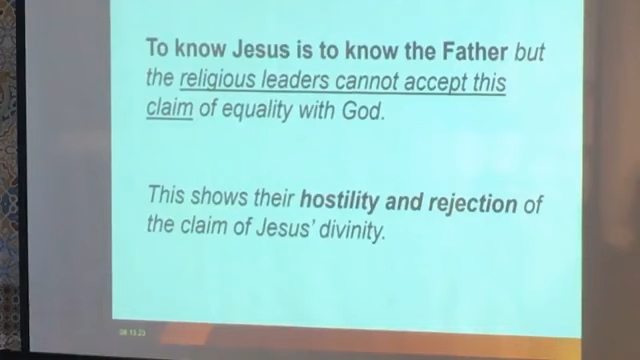 To know Jesus is to know the Father but
the religious leaders cannot accept this
claim of equality with God.
This shows their hostility and rejection of
the claim of Jesus' divinity.